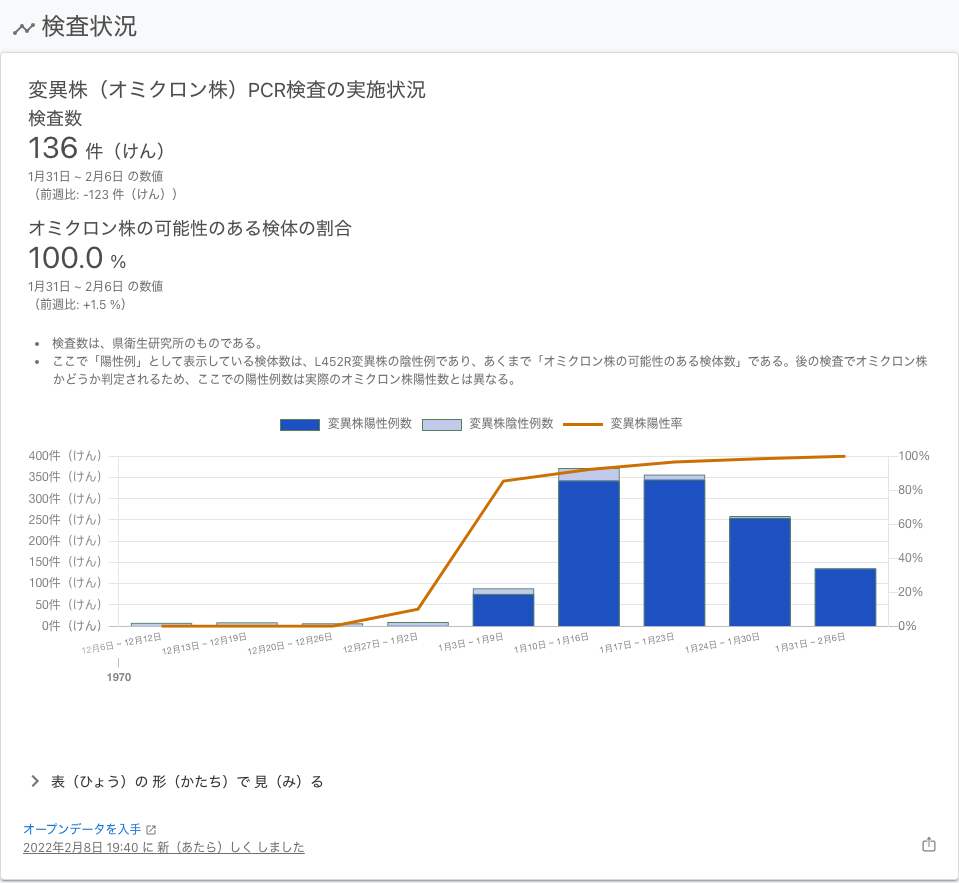 検査状況
変異株（オミクロン株）PCR検査の実施状況
検査数
136 件（けん）
1月31日 ~ 2月6日 の数値
（前週比: -123 件（けん））
オミクロン株の可能性のある検体の割合
100.0 %
1月31日 ~ 2月6日 の数値
（前週比: +1.5 %）
• 検査数は、県衛生研究所のものである。
• ここで「陽性例」として表示している検体数は、L452R変異株の陰性例であり、あくまで「オミクロン株の可能性のある検体数」である。後の検査でオミクロン株
かどうか判定されるため、ここでの陽性例数は実際のオミクロン株陽性数とは異なる。
変異株陽性例数 変異株陰性例数 変異株陽性率
400件（けん） 100%
350件（けん）
300件（けん） 80%
250件（けん）
200件（けん） 60%
150件（けん） 40%
100件（けん）
50件（けん） 20%
0件（けん） 0%
12月6日 ~ 12月12日 12月13日 ~ 12月19日 12月20日 ~ 12月26日 12月27日 ~ 1月2日 1月3日 ~ 1月9日 1月10日 ~ 1月16日 1月17日 ~ 1月23日 1月24日 ~ 1月30日 1月31日 ~ 2月6日
1970
表（ひょう）の 形（かたち）で 見（み）る
オープンデータを入手
2022年2月8日 19:40 に 新（あたら）しく しました